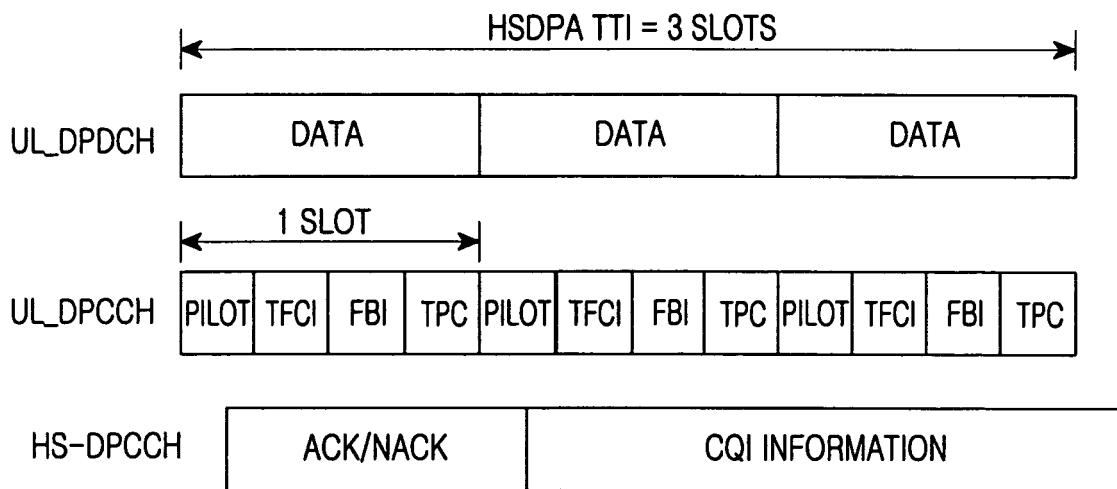 HSDPA TTI = 3 SLOTS
UL_DPDCH DATA DATA DATA
1 SLOT
UL_DPCCH PILOT TFCI FBI TPC PILOT TFCI FBI TPC PILOT TFCI FBI TPC
HS-DPCCH ACK/NACK CQI INFORMATION